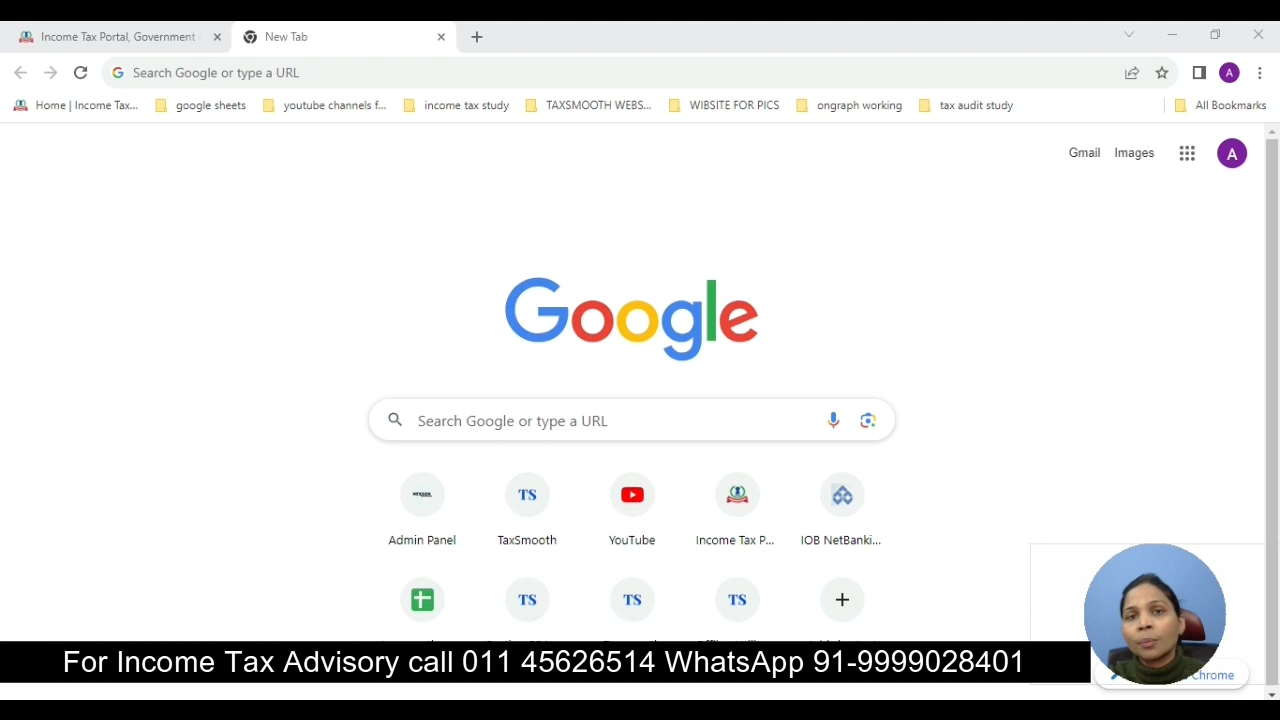 Income Tax Portal, Government
New Tab
Search Google or type a URL
A
Home | Income Tax...
google sheets
youtube channels f...
income tax study
TAXSMOOTH WEBS...
WIBSITE FOR PICS
ongraph working
tax audit study
All Bookmarks
Gmail
Images
A
Google
Search Google or type a URL
TS
Admin Panel
TaxSmooth
YouTube
Income Tax P...
IOB NetBanki...
TS
TS
TS
For Income Tax Advisory call 011 45626514 WhatsApp 91-9999028401
Chrome